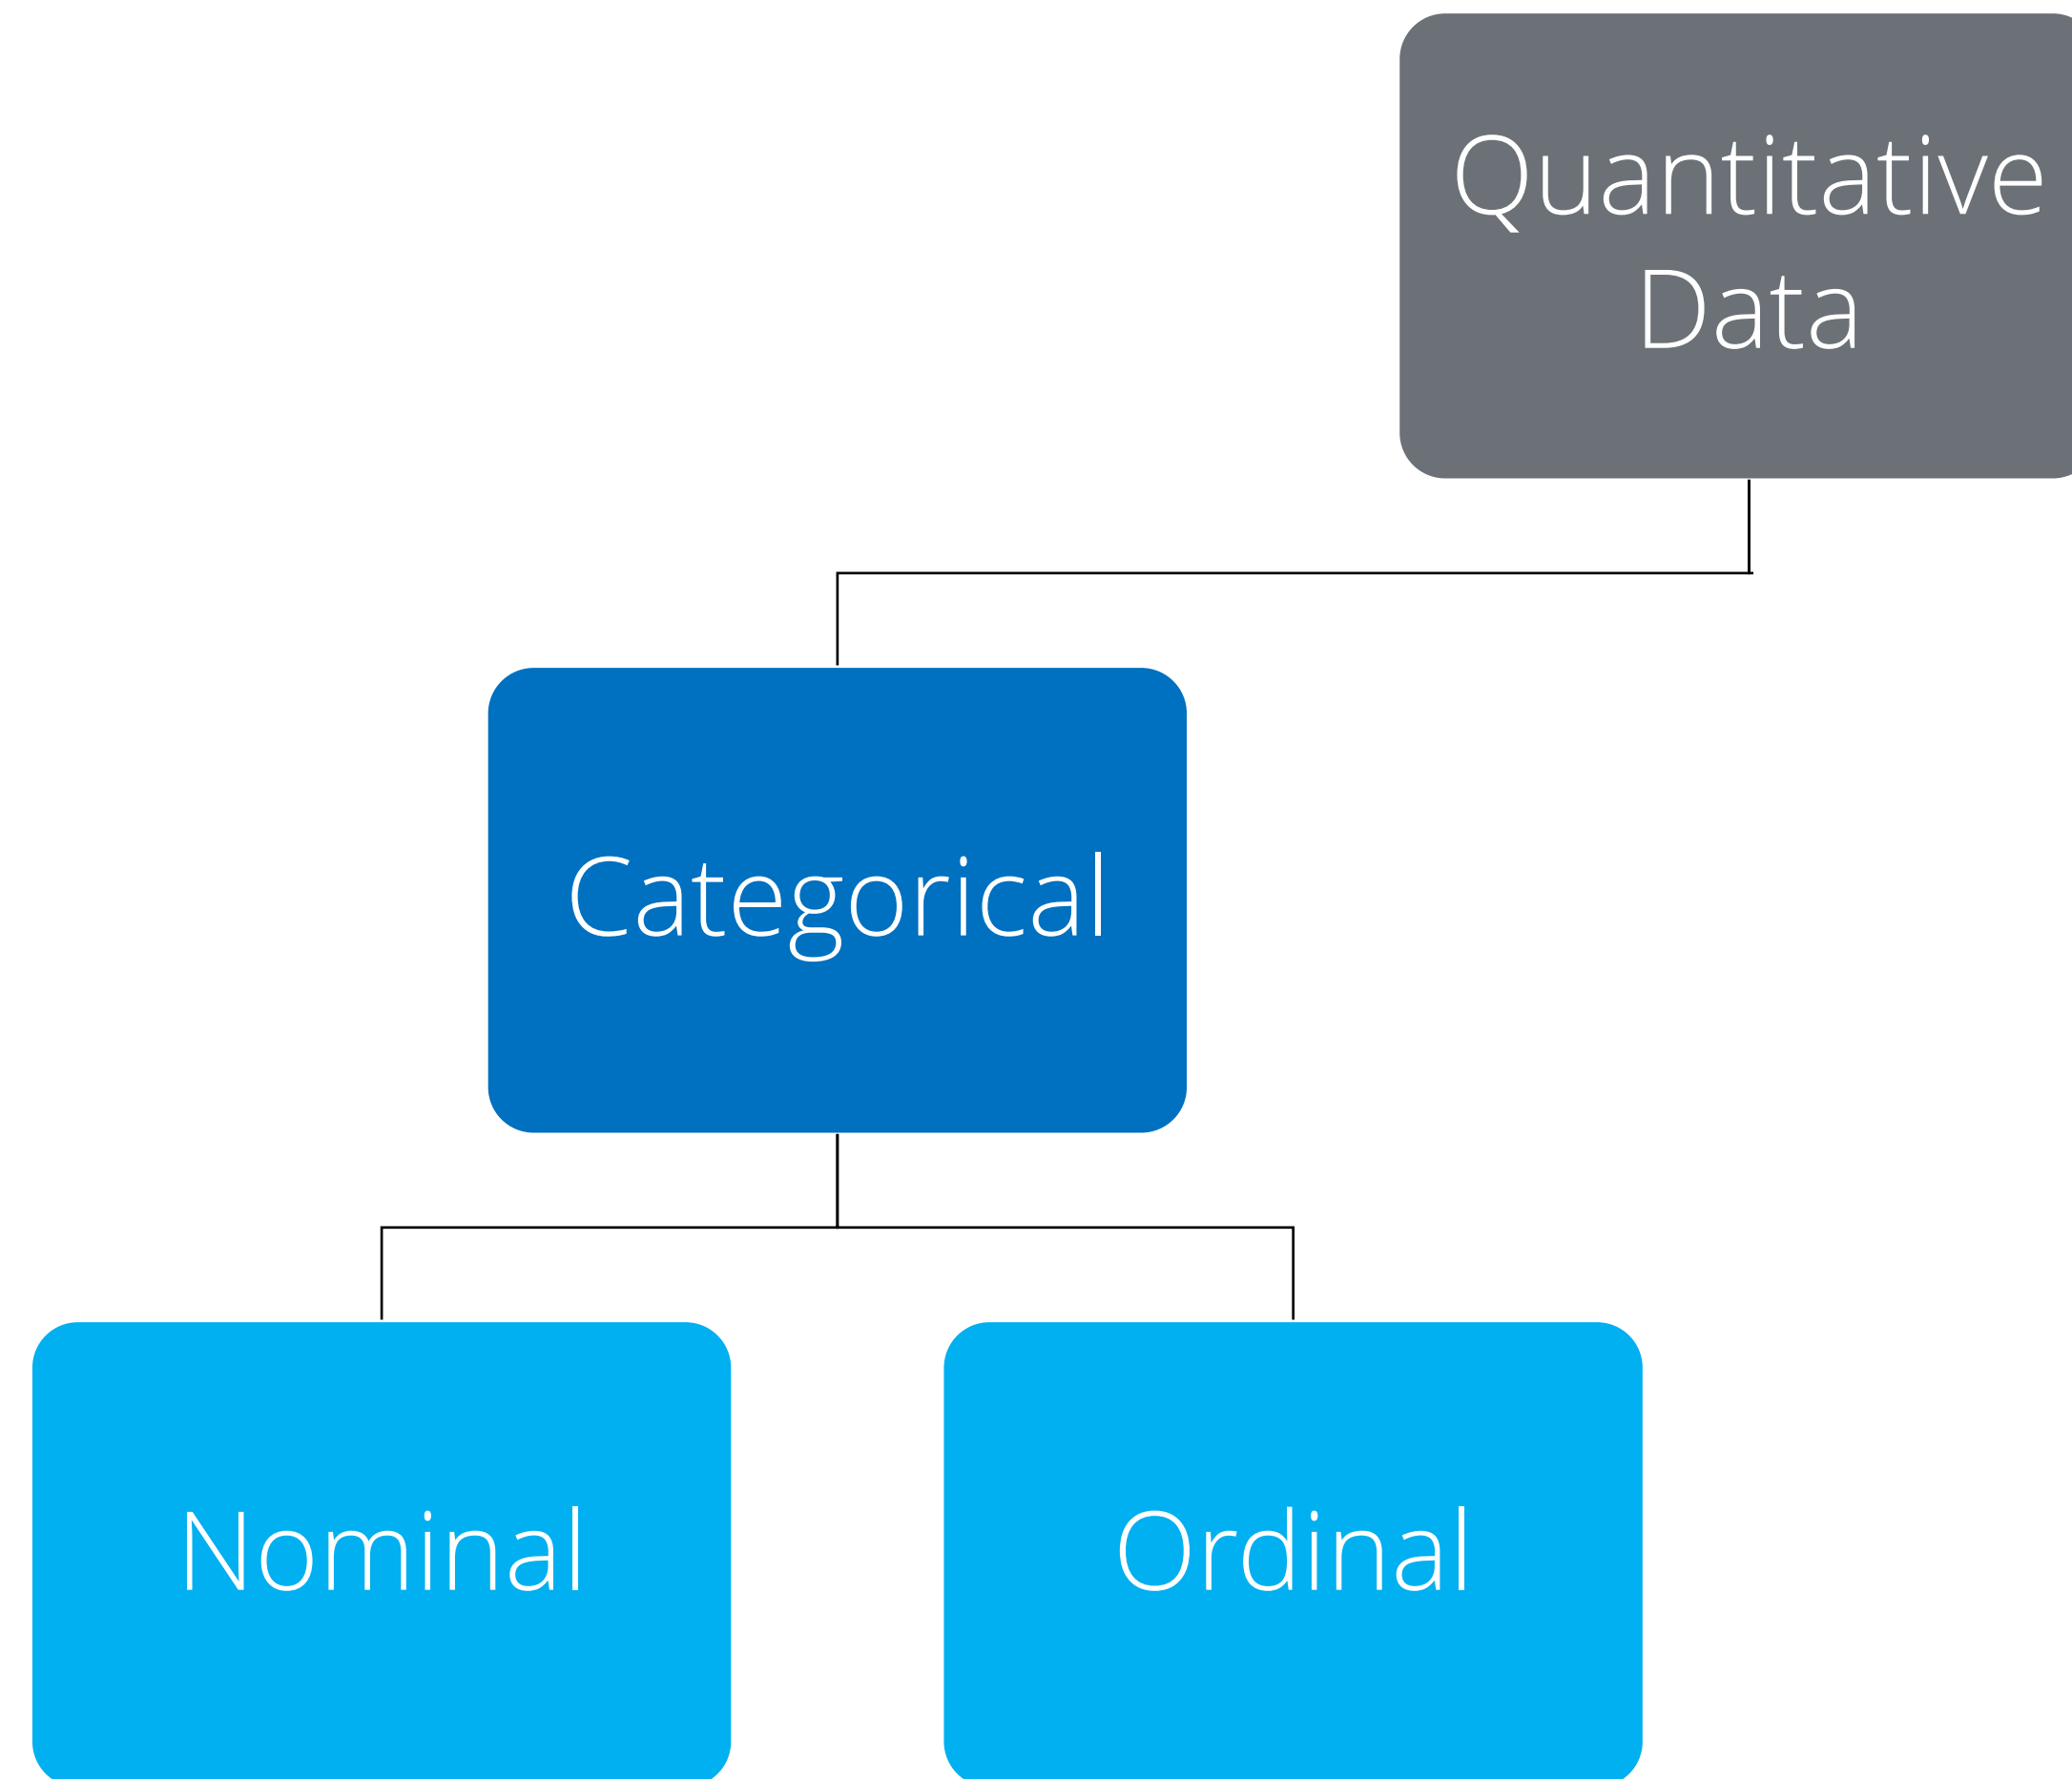 Quantitative
Data
Categorical
Nominal
Ordinal